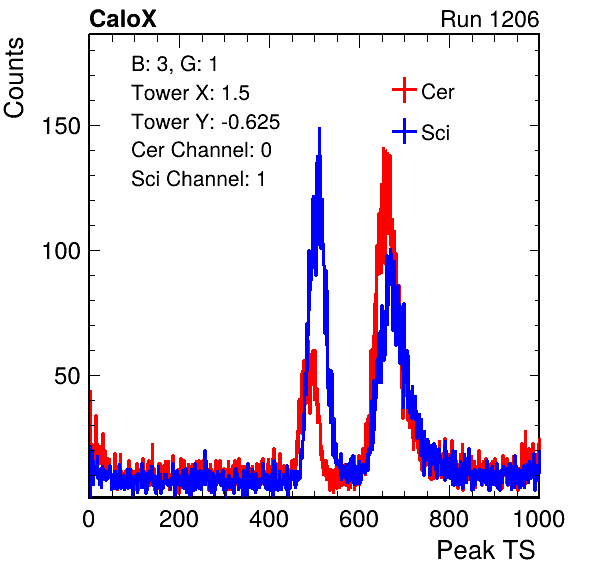 CaloX
Run 1206
Counts
B: 3, G: 1
Tower X: 1.5
Tower Y: -0.625
Cer Channel: 0
Sci Channel: 1
Cer
Sci
150
100
50
0 200 400 600 800 1000
Peak TS